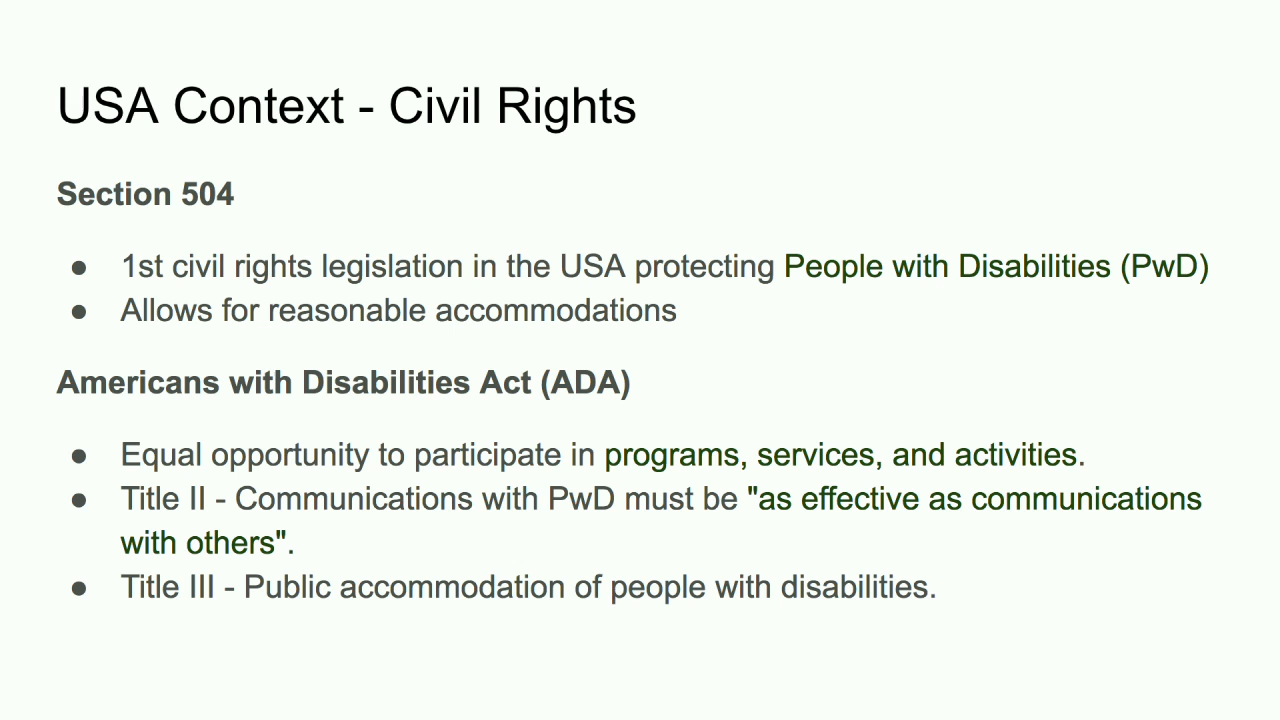 USA Context - Civil Rights
Section 504
● 1st civil rights legislation in the USA protecting People with Disabilities (PwD)
● Allows for reasonable accommodations
Americans with Disabilities Act (ADA)
● Equal opportunity to participate in programs, services, and activities.
● Title II - Communications with PwD must be "as effective as communications
with others".
● Title III - Public accommodation of people with disabilities.